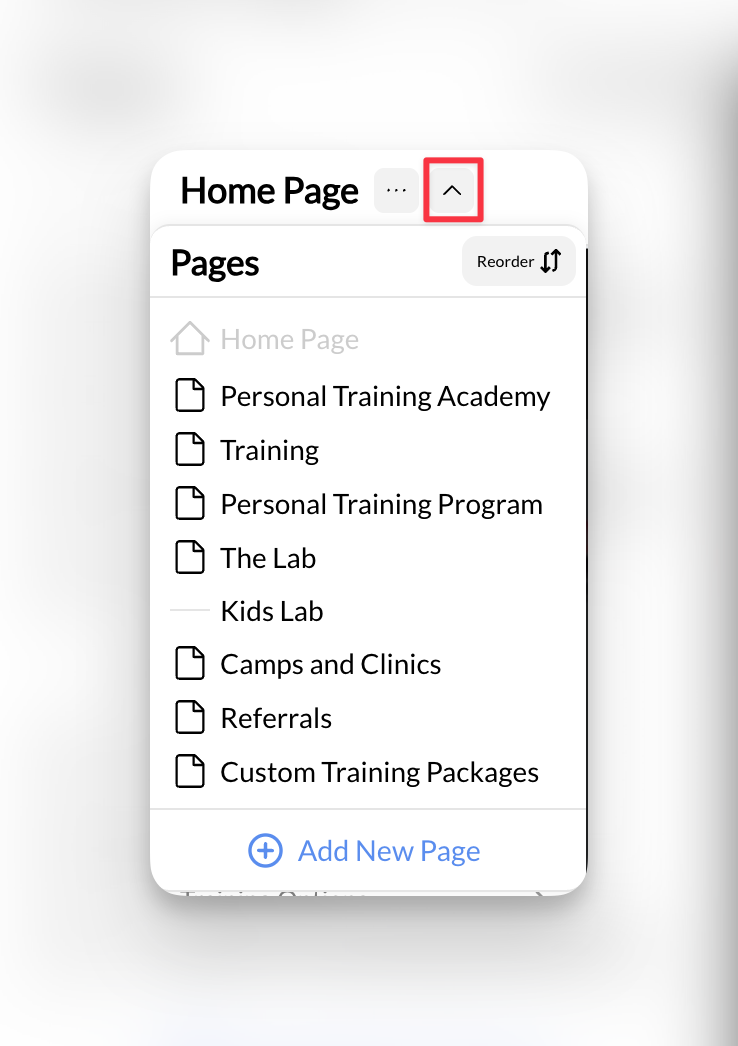 Home Page
Pages
Reorder
Home Page
Personal Training Academy
Training
Personal Training Program
The Lab
Kids Lab
Camps and Clinics
Referrals
Custom Training Packages
Add New Page